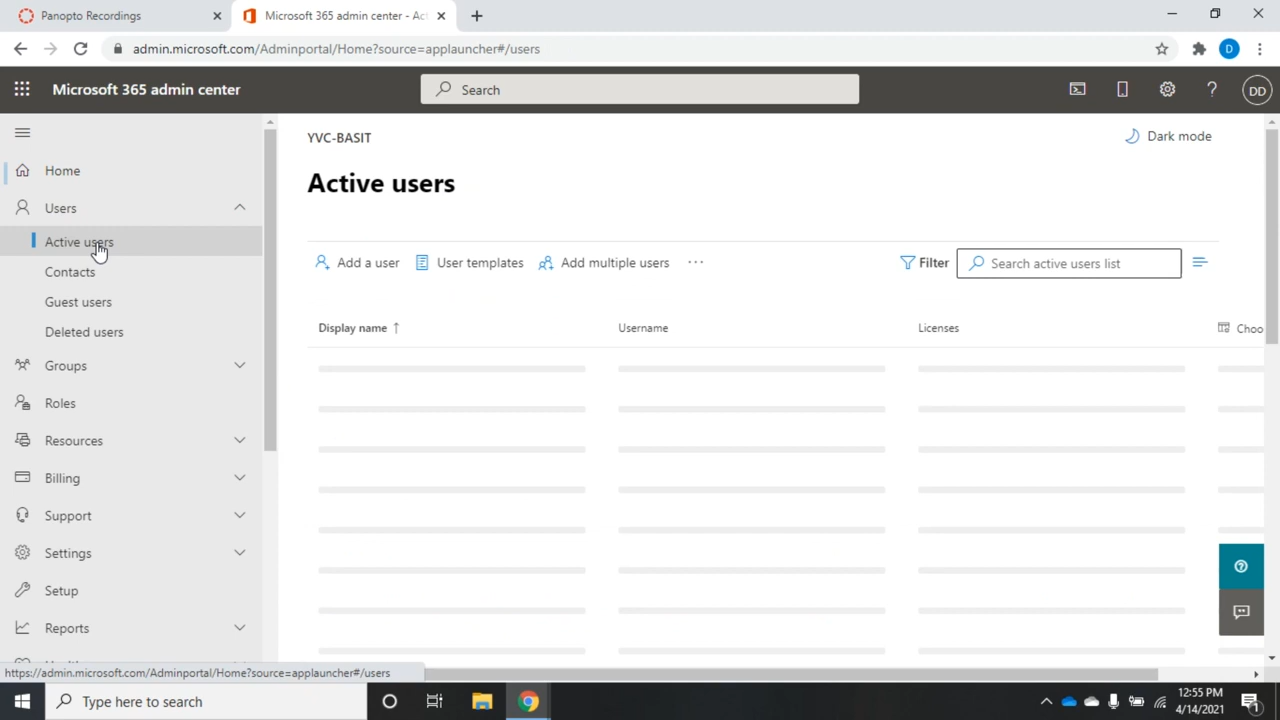 Panopto Recordings
Microsoft 365 admin center - Act
admin.microsoft.com/Adminportal/Home?source=applauncher#/users
D
Microsoft 365 admin center
Search
?
DD
YVC-BASIT
Dark mode
Active users
Home
Users
Active users
Contacts
Guest users
Deleted users
Groups
Roles
Resources
Billing
Support
Settings
Setup
Reports
Add a user
User templates
Add multiple users
Filter
Search active users list
Display name ↑
Username
Licenses
Choo
https://admin.microsoft.com/Adminportal/Home?source=applauncher#/users
Type here to search
12:55 PM
4/14/2021
1